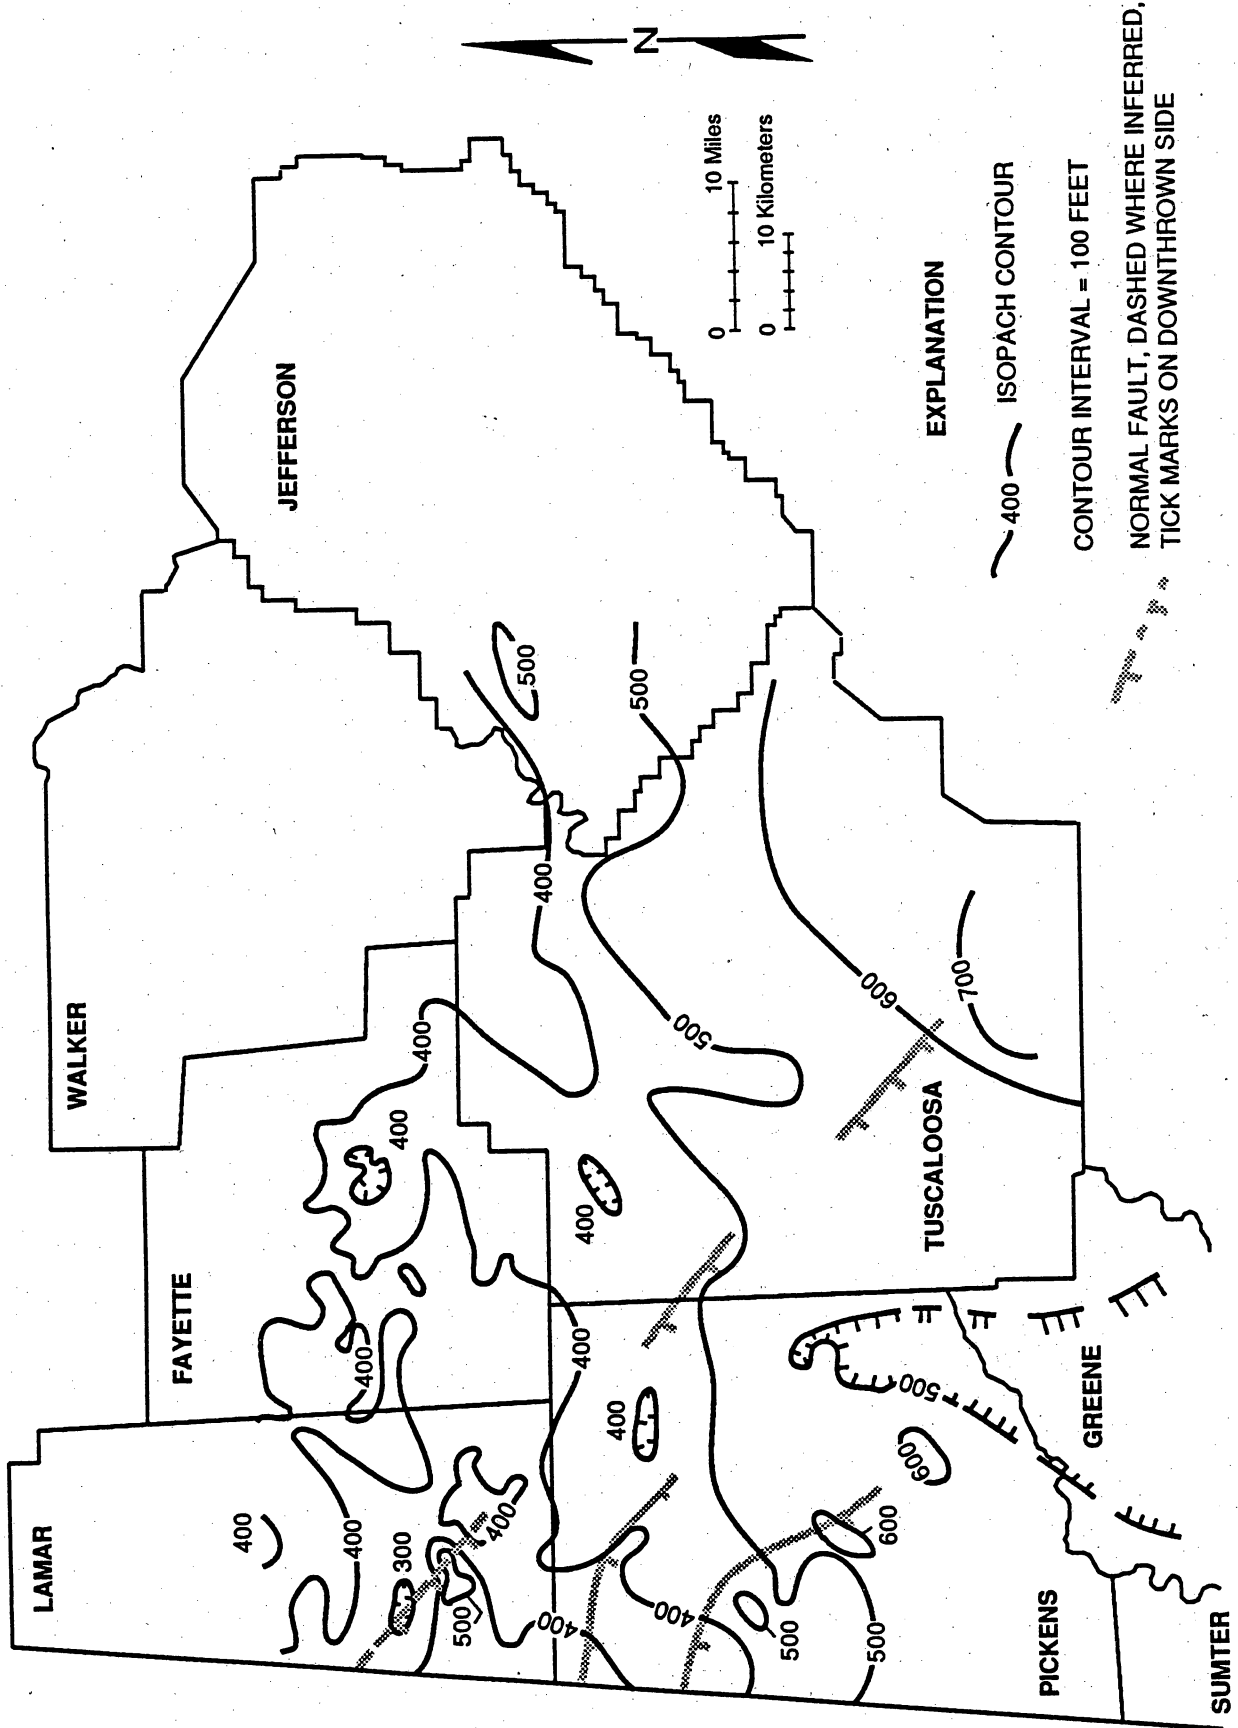 LAMAR
FAYETTE
WALKER
JEFFERSON
TUSCALOOSA
PICKENS
GREENE
SUMTER
400
400
300
500
400
400
400
400
400
400
400
400
400
400
500
500
600
600
500
500
600
700
500
500
N
0 10 Miles
0 10 Kilometers
EXPLANATION
400 ISOPACH CONTOUR
CONTOUR INTERVAL = 100 FEET
NORMAL FAULT, DASHED WHERE INFERRED,
TICK MARKS ON DOWNTHROWN SIDE